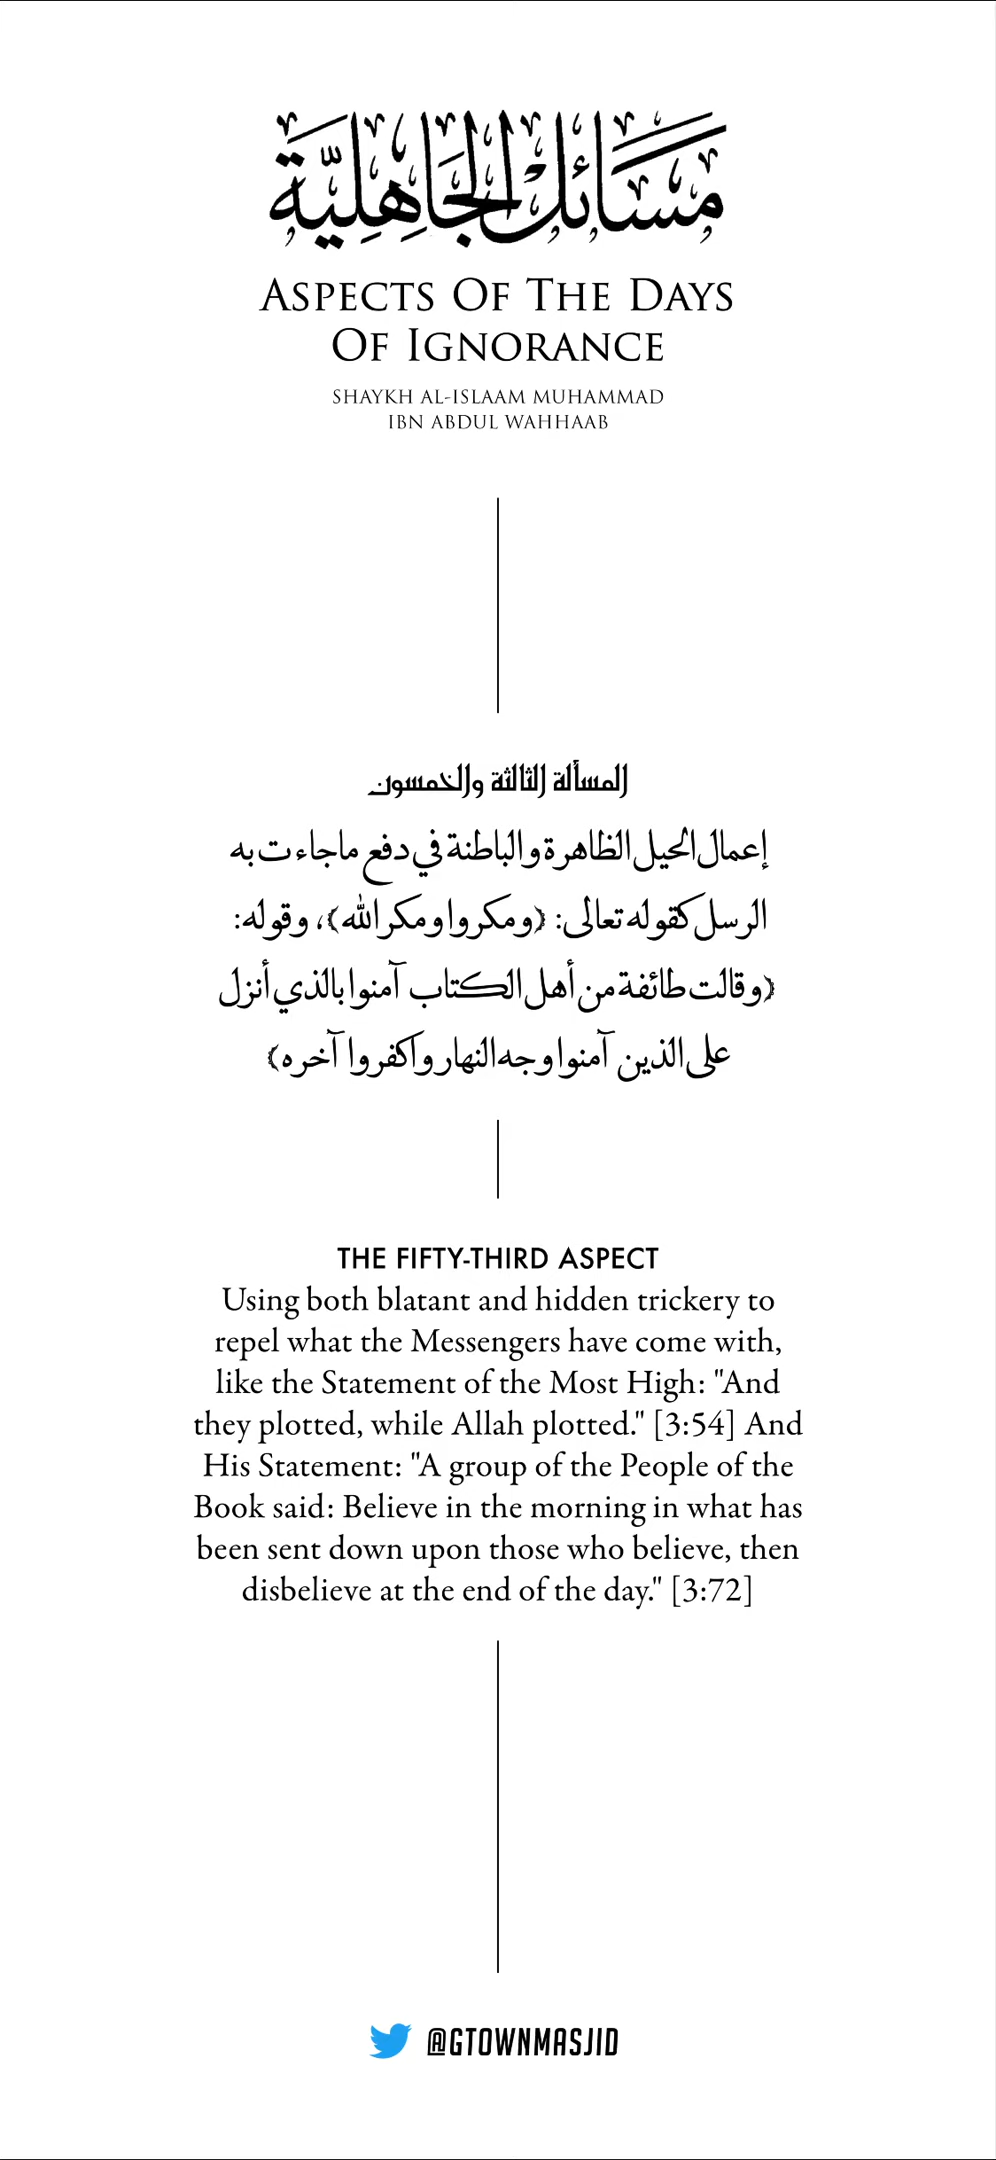 مَسَائِلُ الْجَاهِلِيَّةِ
ASPECTS OF THE DAYS
OF IGNORANCE
SHAYKH AL-ISLAAM MUHAMMAD
IBN ABDUL WAHHAAB
المسألة الثالثة والخمسون
إعمال الحيل الظاهرة والباطنة في دفع ما جاءت به
الرسل كقوله تعالى: ﴿ومكروا ومكر الله﴾، وقوله:
﴿وقالت طائفة من أهل الكتاب آمنوا بالذي أنزل
على الذين آمنوا وجه النهار واكفروا آخره﴾
THE FIFTY-THIRD ASPECT
Using both blatant and hidden trickery to
repel what the Messengers have come with,
like the Statement of the Most High: "And
they plotted, while Allah plotted." [3:54] And
His Statement: "A group of the People of the
Book said: Believe in the morning in what has
been sent down upon those who believe, then
disbelieve at the end of the day." [3:72]
@GTOWNMASJID